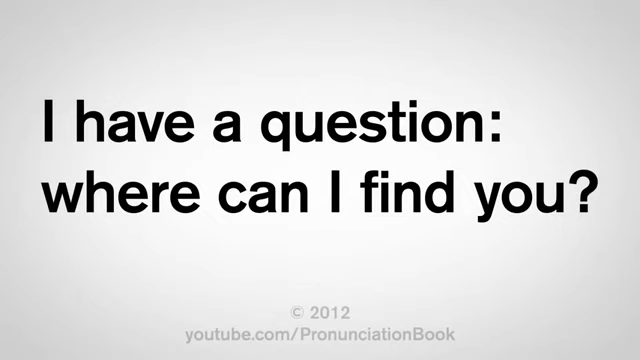 I have a question:
where can I find you?
© 2012
youtube.com/PronunciationBook